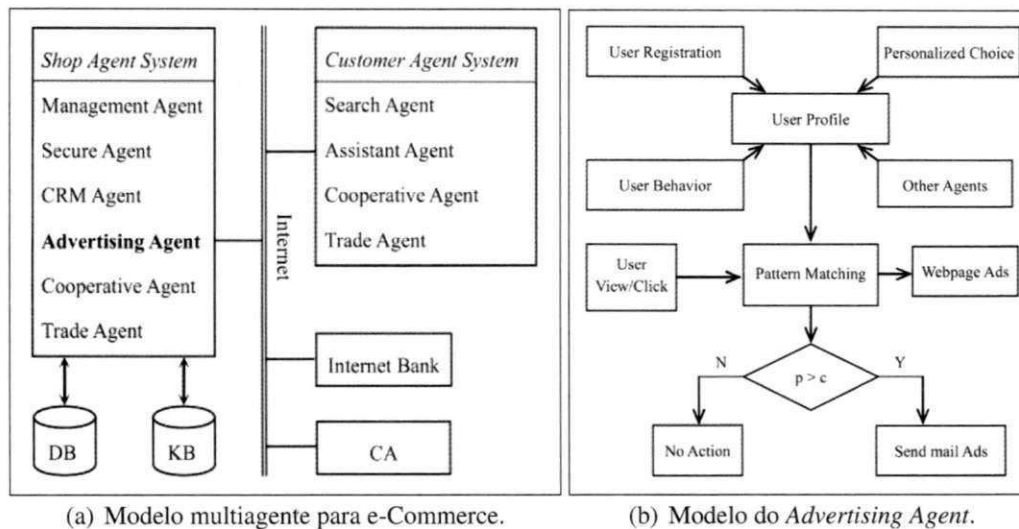 Shop Agent System
Management Agent
Secure Agent
CRM Agent
Advertising Agent
Cooperative Agent
Trade Agent
DB
KB
Internet
Customer Agent System
Search Agent
Assistant Agent
Cooperative Agent
Trade Agent
Internet Bank
CA
(a) Modelo multiagente para e-Commerce.
User Registration
Personalized Choice
User Profile
User Behavior
Other Agents
User
View/Click
Pattern Matching
Webpage Ads
N
p > c
Y
No Action
Send mail Ads
(b) Modelo do Advertising Agent.